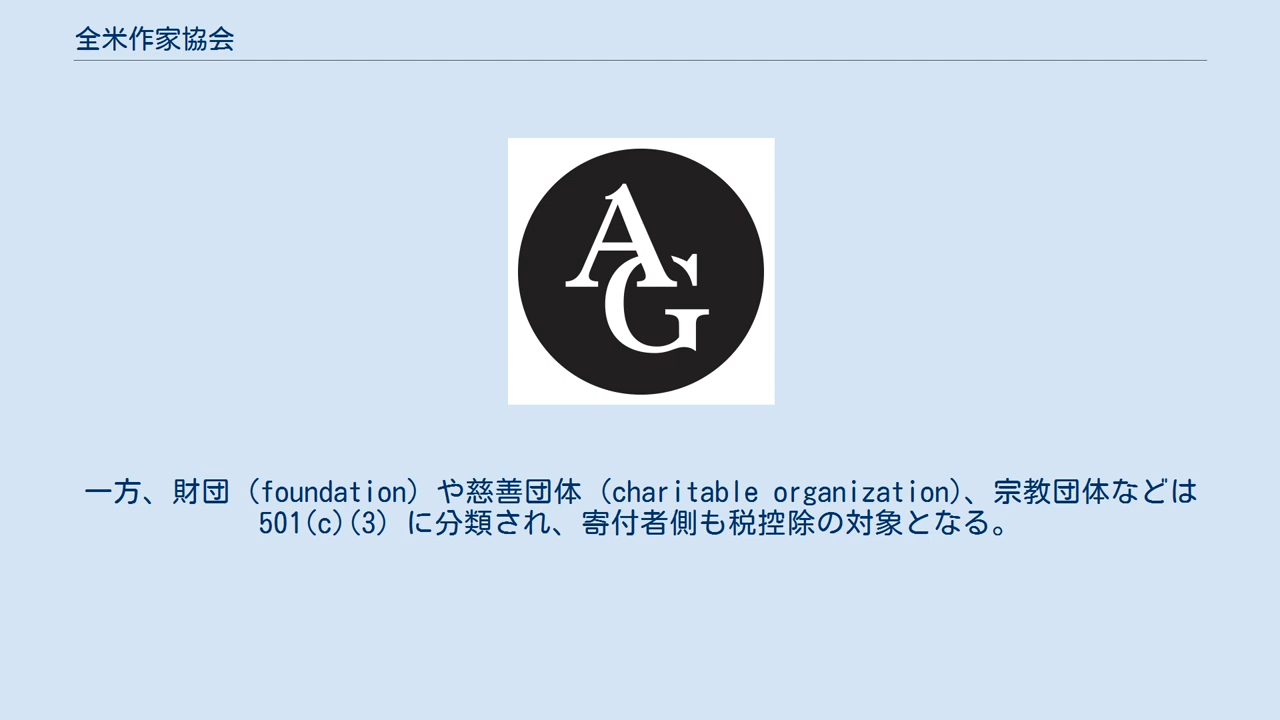 全米作家協会
AG
一方、財団 (foundation) や慈善団体 (charitable organization)、宗教団体などは
501(c)(3) に分類され、寄付者側も税控除の対象となる。